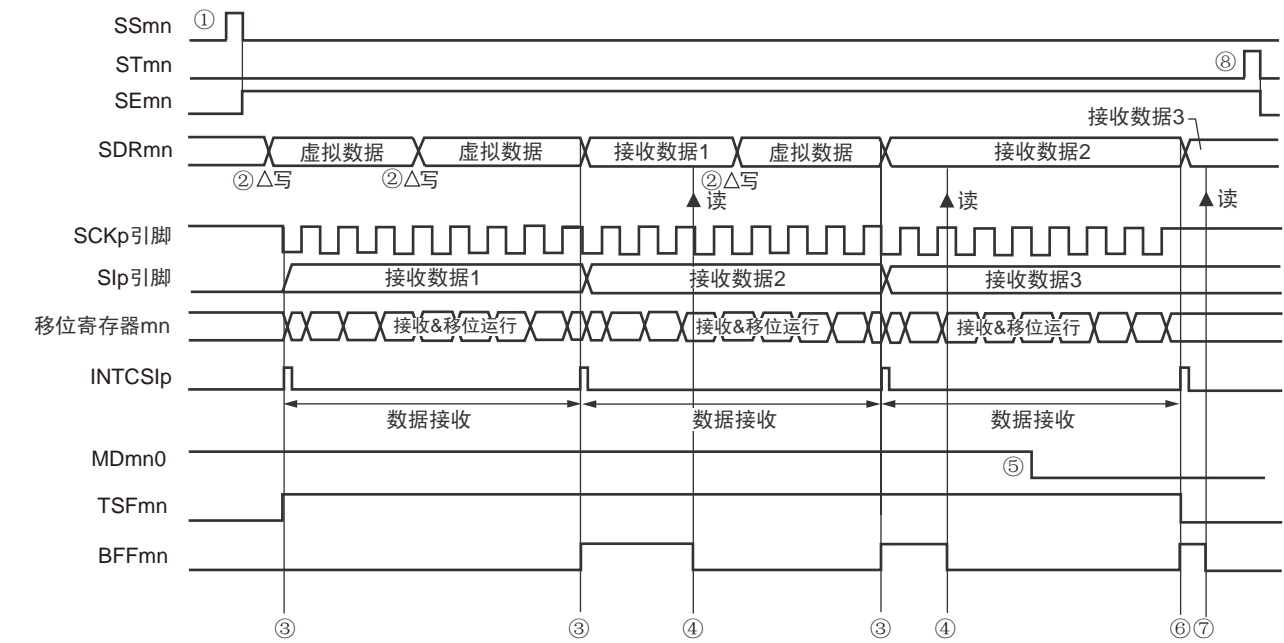 SSmn ①
STmn ⑧
SEmn
接收数据3
SDRmn 虚拟数据 虚拟数据 接收数据1 虚拟数据 接收数据2
②△写 ②△写 ②△写
▲读 ▲读 ▲读
SCKp引脚
SIp引脚 接收数据1 接收数据2 接收数据3
移位寄存器mn 接收&移位运行 接收&移位运行 接收&移位运行
INTCSIp
数据接收 数据接收 数据接收
MDmn0 ⑤
TSFmn
BFFmn
③ ③ ④ ③ ④ ⑥ ⑦